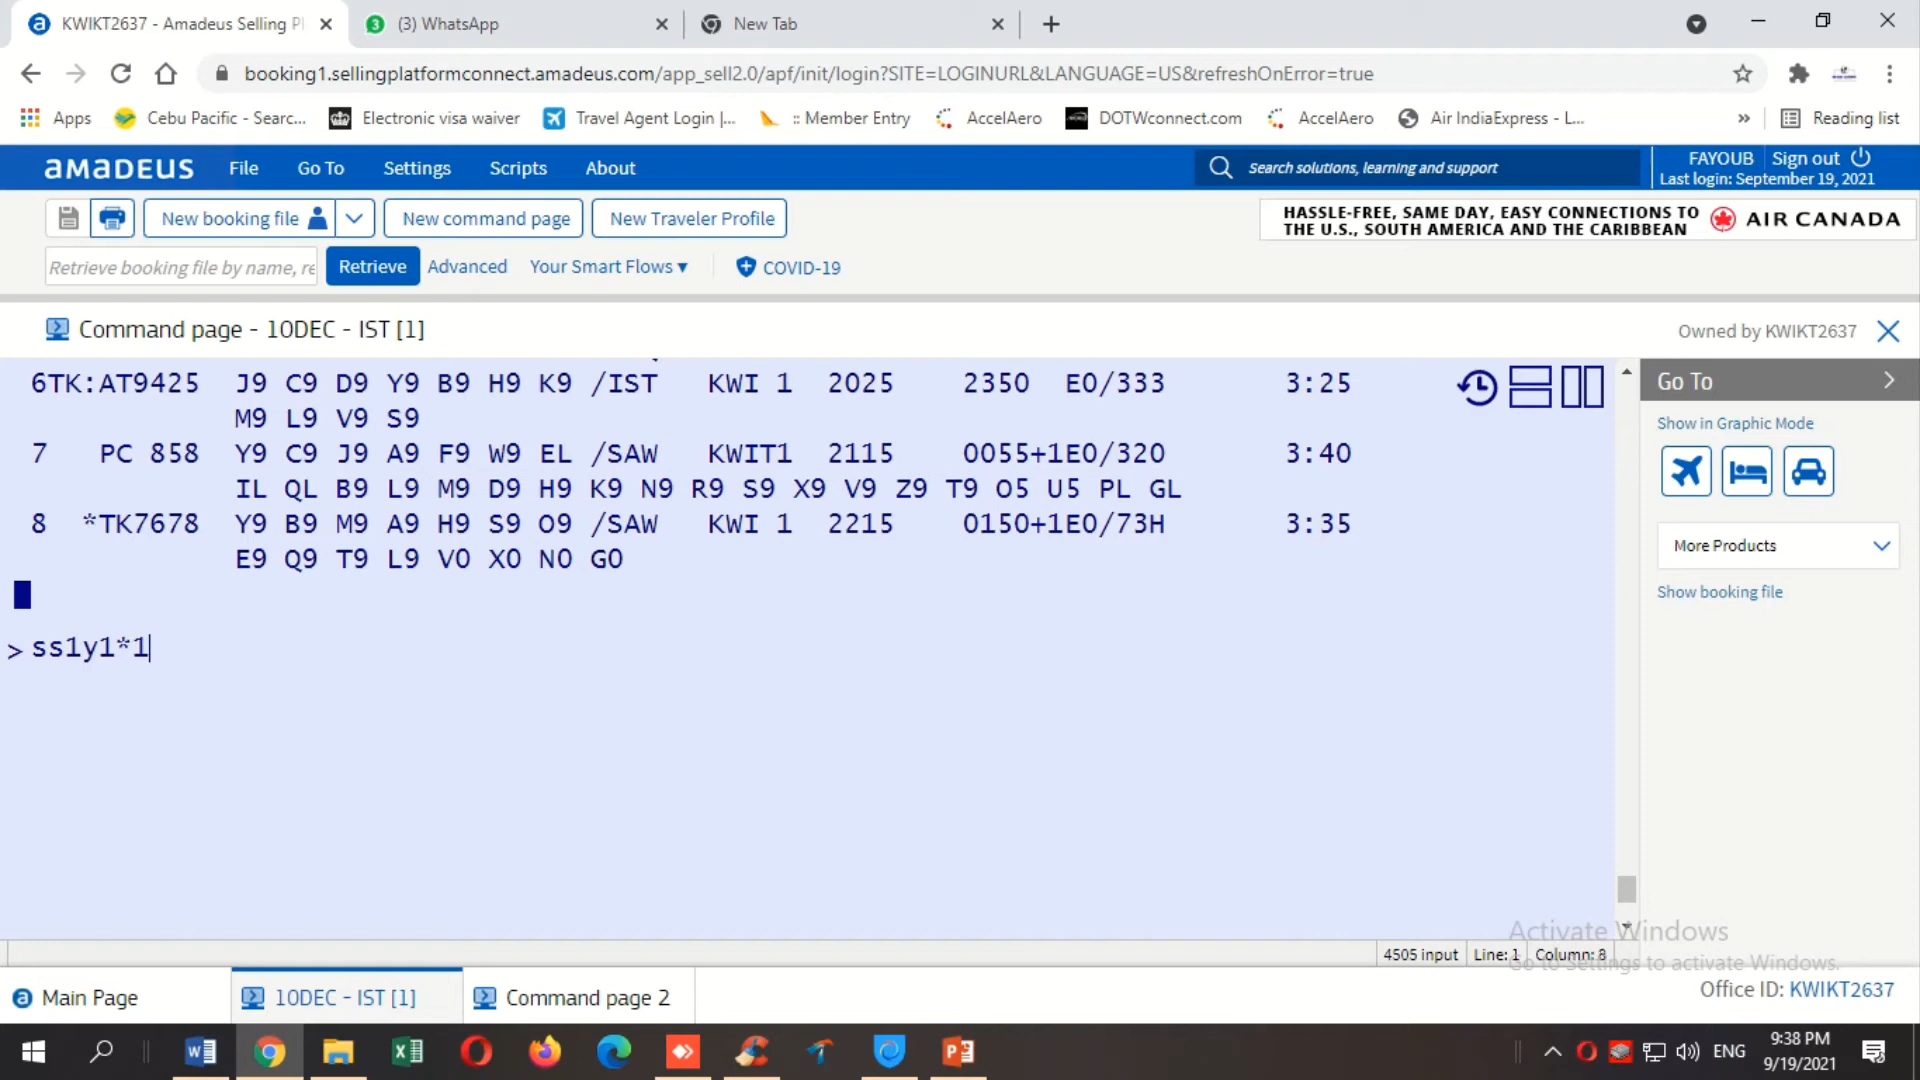 KWIKT2637 - Amadeus Selling Pl
(3) WhatsApp
New Tab
booking1.sellingplatformconnect.amadeus.com/app_sell2.0/apf/init/login?SITE=LOGINURL&LANGUAGE=US&refreshOnError=true
Apps Cebu Pacific - Searc... Electronic visa waiver Travel Agent Login |... :: Member Entry AccelAero DOTWconnect.com AccelAero Air IndiaExpress - L... » Reading list
amadeus File Go To Settings Scripts About Search solutions, learning and support FAYOUB Sign out
Last login: September 19, 2021
New booking file New command page New Traveler Profile
HASSLE-FREE, SAME DAY, EASY CONNECTIONS TO
THE U.S., SOUTH AMERICA AND THE CARIBBEAN
AIR CANADA
Retrieve booking file by name, re Retrieve Advanced Your Smart Flows COVID-19
Command page - 10DEC - IST [1] Owned by KWIKT2637
6TK:AT9425 J9 C9 D9 Y9 B9 H9 K9 /IST KWI 1 2025 2350 E0/333 3:25
M9 L9 V9 S9
7 PC 858 Y9 C9 J9 A9 F9 W9 EL /SAW KWIT1 2115 0055+1E0/320 3:40
IL QL B9 L9 M9 D9 H9 K9 N9 R9 S9 X9 V9 Z9 T9 O5 U5 PL GL
8 *TK7678 Y9 B9 M9 A9 H9 S9 O9 /SAW KWI 1 2215 0150+1E0/73H 3:35
E9 Q9 T9 L9 V0 X0 N0 G0
> ss1y1*1
Go To
Show in Graphic Mode
More Products
Show booking file
Activate Windows
Go to Settings to activate Windows.
4505 input Line: 1 Column: 8
Main Page 10DEC - IST [1] Command page 2
Office ID: KWIKT2637
ENG
9:38 PM
9/19/2021